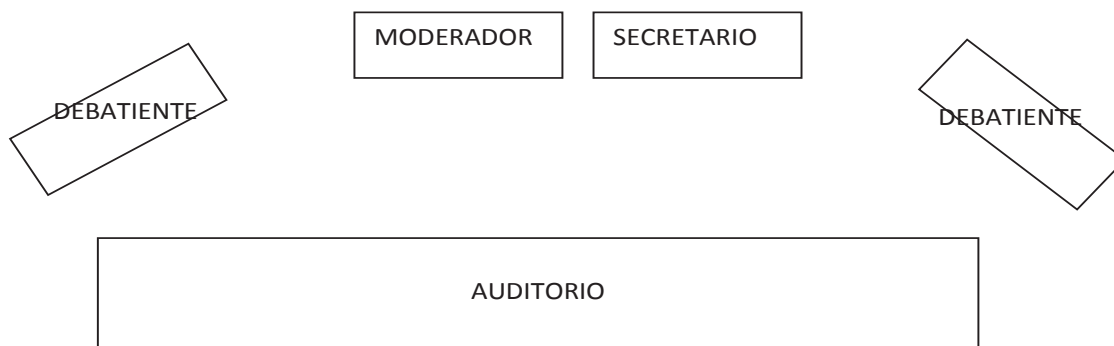 MODERADOR
SECRETARIO
DEBATIENTE
DEBATIENTE
AUDITORIO